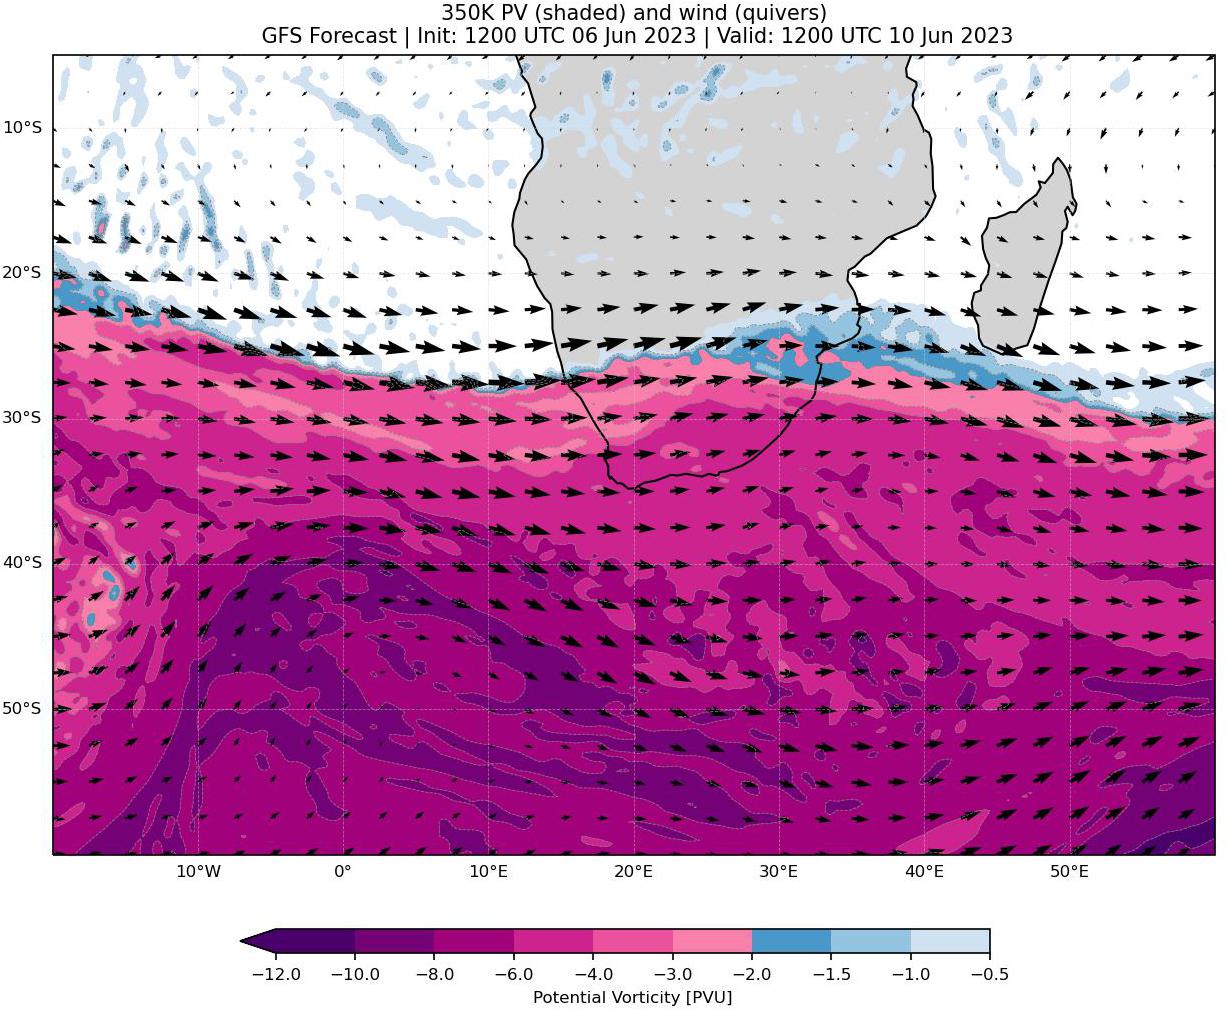 350K PV (shaded) and wind (quivers)
GFS Forecast | Init: 1200 UTC 06 Jun 2023 | Valid: 1200 UTC 10 Jun 2023
10°S
20°S
30°S
40°S
50°S
10°W 0° 10°E 20°E 30°E 40°E 50°E
−12.0 −10.0 −8.0 −6.0 −4.0 −3.0 −2.0 −1.5 −1.0 −0.5
Potential Vorticity [PVU]